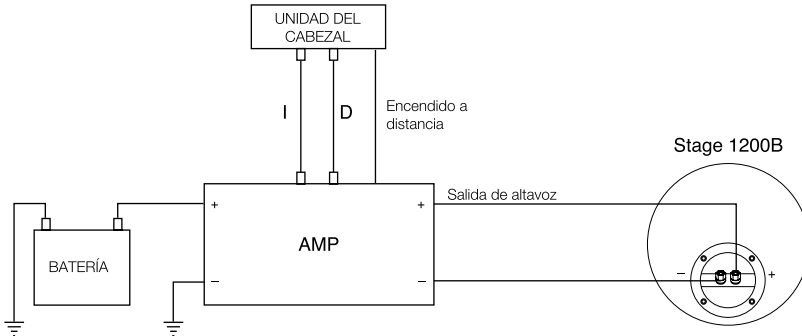 UNIDAD DEL
CABEZAL
I
D
Encendido a
distancia
Stage 1200B
Salida de altavoz
+
+
AMP
BATERÍA
–
–
–
+